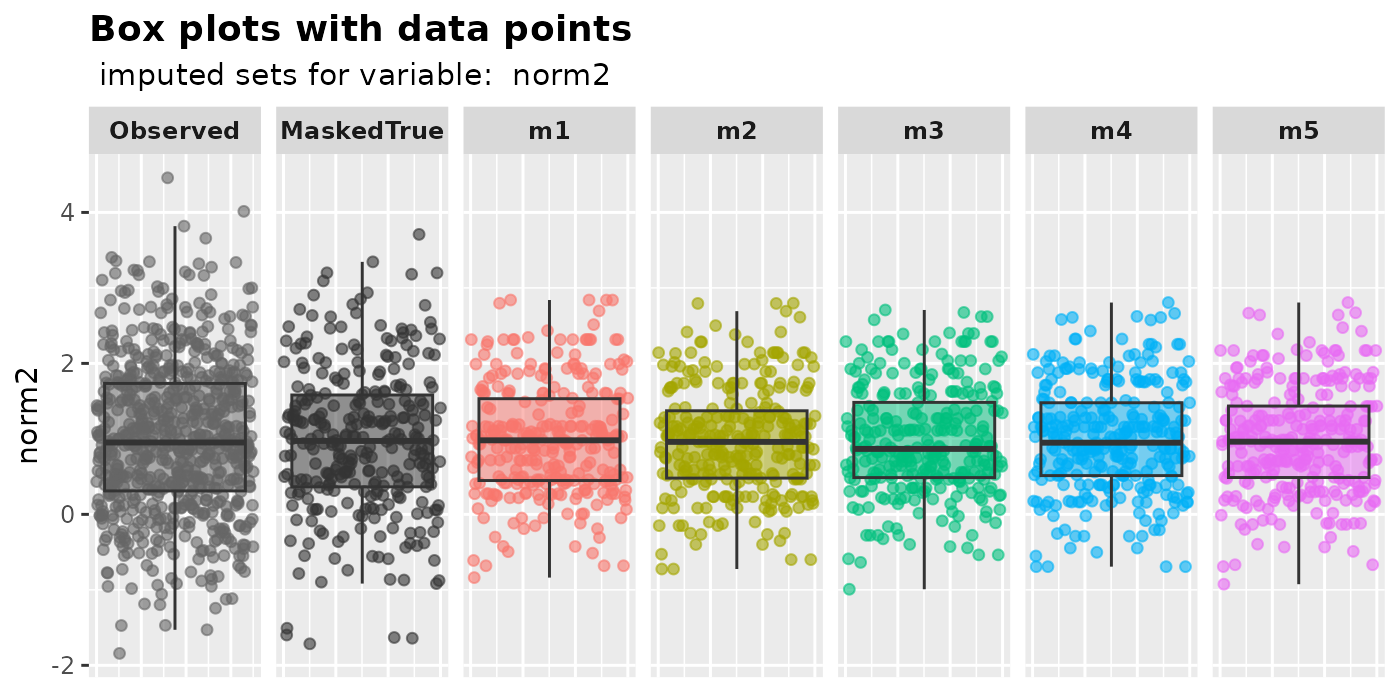 Box plots with data points
imputed sets for variable:  norm2
Observed MaskedTrue m1 m2 m3 m4 m5
4
2
0
-2
norm2